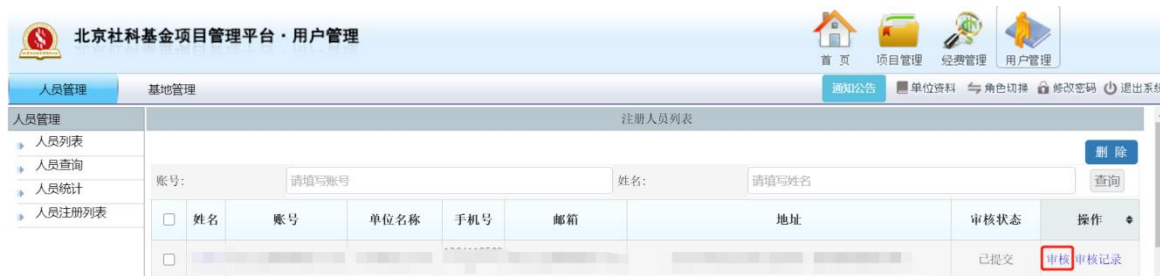 北京社科基金项目管理平台·用户管理
首 页 项目管理 经费管理 用户管理
人员管理 基地管理 通知公告 单位资料 角色切换 修改密码 退出系统
人员管理 注册人员列表
人员列表
删 除
人员查询
账号： 请填写账号 姓名： 请填写姓名 查询
人员统计
人员注册列表
姓名 账号 单位名称 手机号 邮箱 地址 审核状态 操作
已提交 审核 审核记录